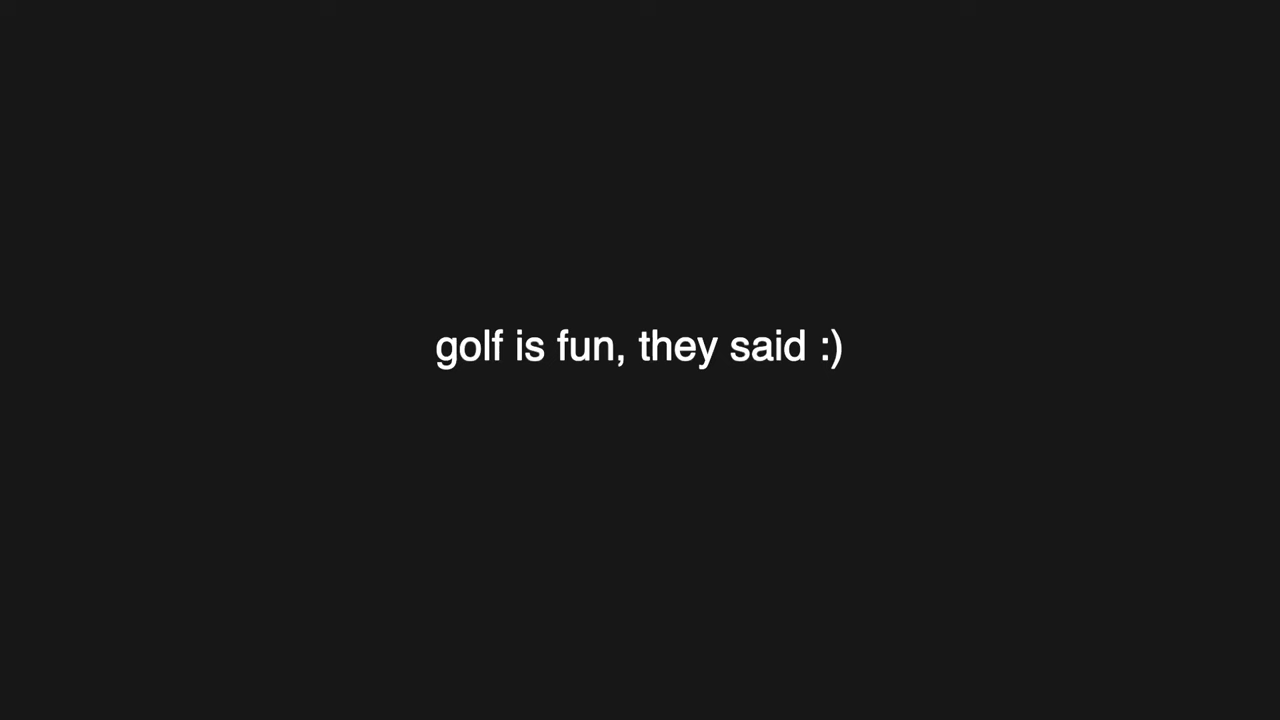 golf is fun, they said :)